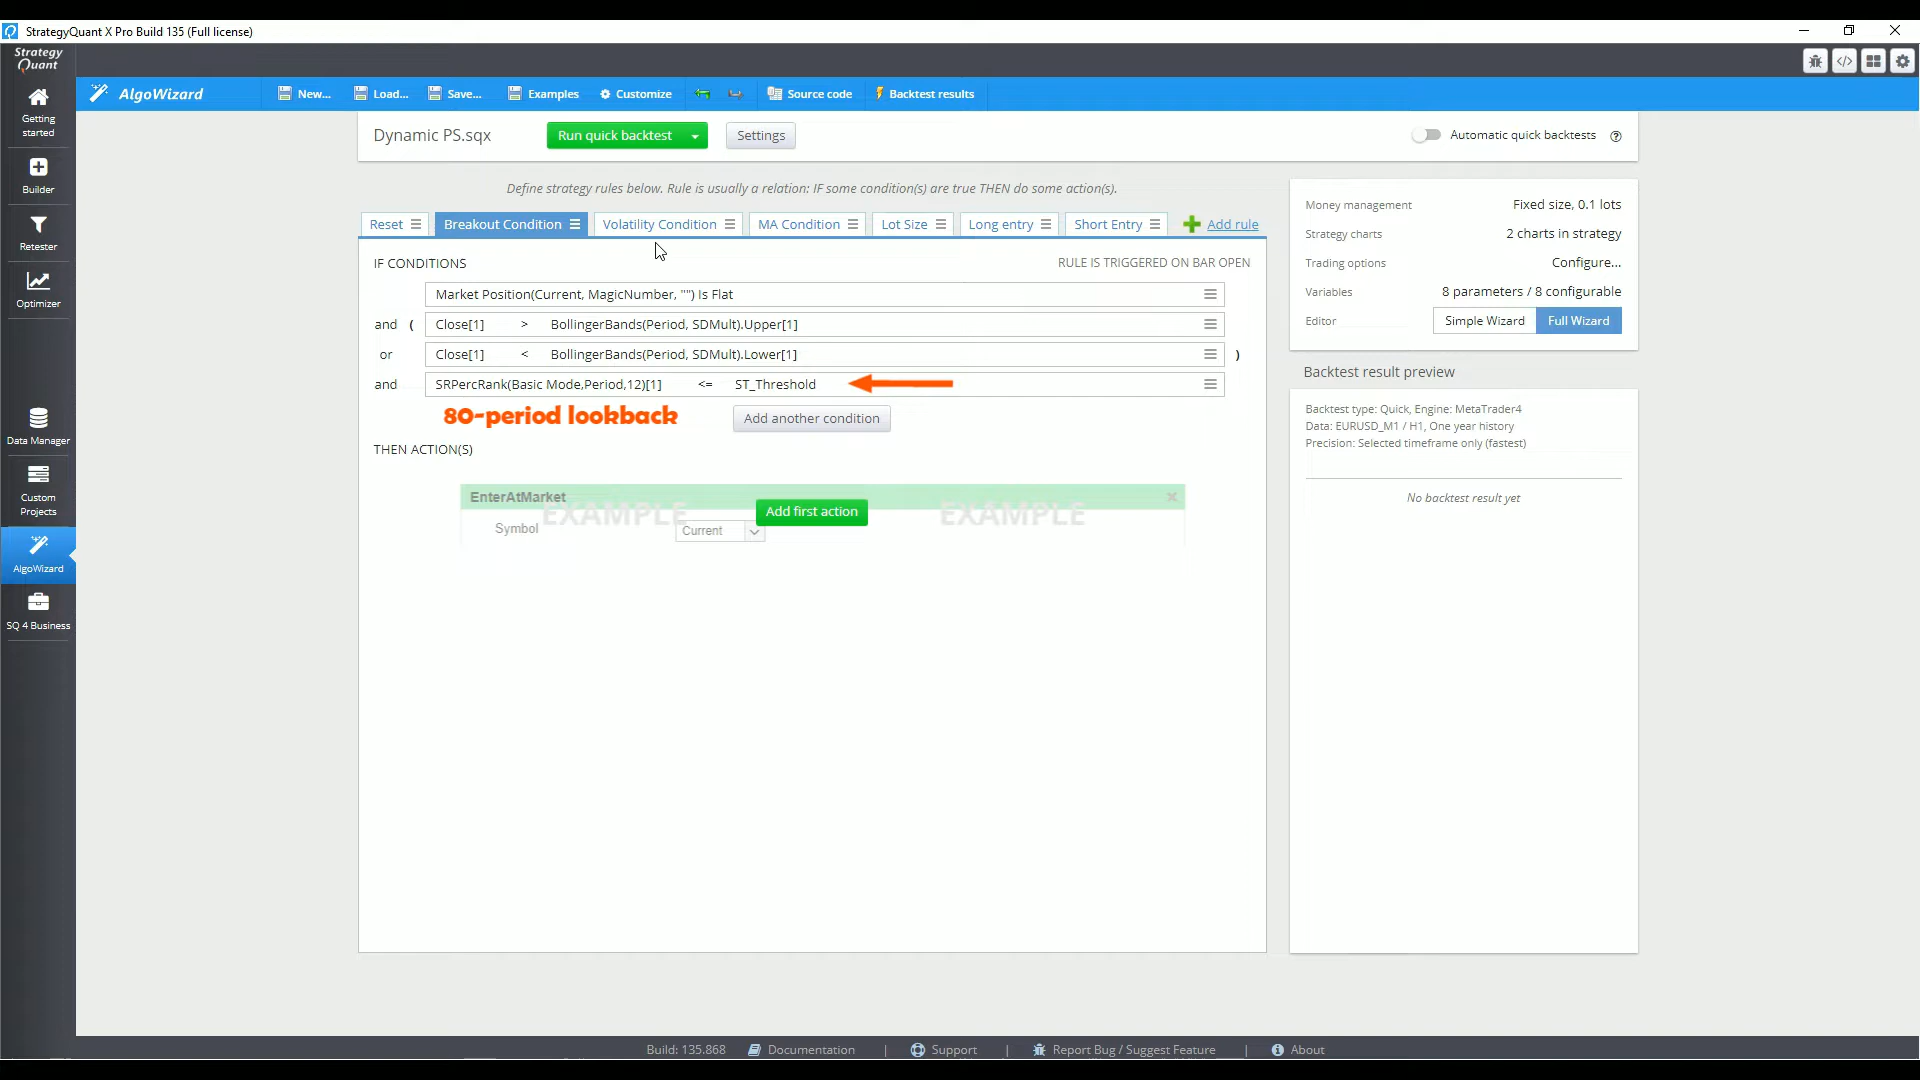 StrategyQuant X Pro Build 135 (Full license)
Strategy
Quant
AlgoWizard
New...
Load...
Save...
Examples
Customize
Source code
Backtest results
Getting
started
Builder
Retester
Optimizer
Data Manager
Custom
Projects
AlgoWizard
SQ 4 Business
Dynamic PS.sqx
Run quick backtest
Settings
Automatic quick backtests
?
Define strategy rules below. Rule is usually a relation: IF some condition(s) are true THEN do some action(s).
Reset
Breakout Condition
Volatility Condition
MA Condition
Lot Size
Long entry
Short Entry
Add rule
IF CONDITIONS
RULE IS TRIGGERED ON BAR OPEN
Market Position(Current, MagicNumber, "") Is Flat
and ( Close[1] > BollingerBands(Period, SDMult).Upper[1]
or Close[1] < BollingerBands(Period, SDMult).Lower[1] )
and SRPercRank(Basic Mode,Period,12)[1] <= ST_Threshold
80-period lookback
Add another condition
THEN ACTION(S)
EnterAtMarket
EXAMPLE
EXAMPLE
Add first action
Symbol
Current
Money management Fixed size, 0.1 lots
Strategy charts 2 charts in strategy
Trading options Configure...
Variables 8 parameters / 8 configurable
Editor Simple Wizard Full Wizard
Backtest result preview
Backtest type: Quick, Engine: MetaTrader4
Data: EURUSD_M1 / H1, One year history
Precision: Selected timeframe only (fastest)
No backtest result yet
Build: 135.868
Documentation
|
Support
|
Report Bug / Suggest Feature
|
About